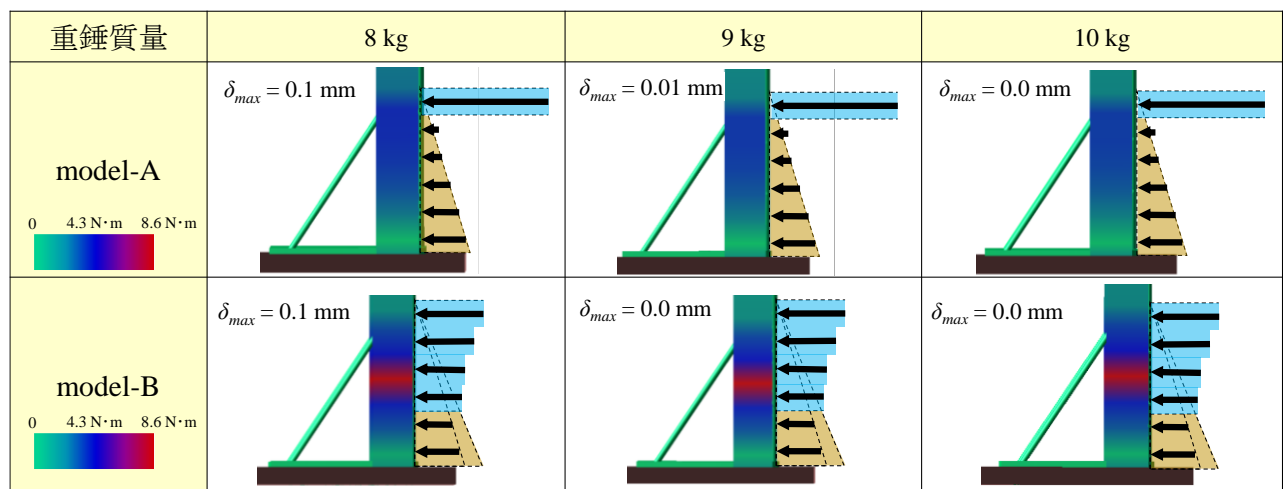 重錘質量
8 kg
9 kg
10 kg
model-A
0 4.3 N·m 8.6 N·m
δmax = 0.1 mm
δmax = 0.01 mm
δmax = 0.0 mm
model-B
0 4.3 N·m 8.6 N·m
δmax = 0.1 mm
δmax = 0.0 mm
δmax = 0.0 mm